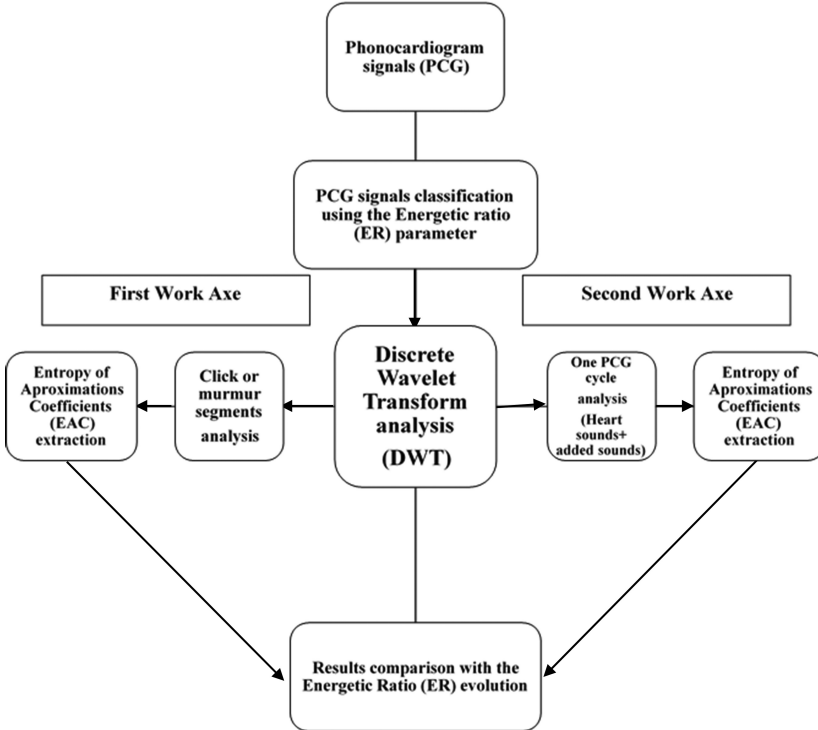 Phonocardiogram
signals (PCG)
PCG signals classification
using the Energetic ratio
(ER) parameter
First Work Axe
Second Work Axe
Entropy of
Aproximations
Coefficients
(EAC)
extraction
Click or
murmur
segments
analysis
Discrete
Wavelet
Transform
analysis
(DWT)
One PCG
cycle
analysis
(Heart
sounds+
added sounds)
Entropy of
Aproximations
Coefficients
(EAC)
extraction
Results comparison with the
Energetic Ratio (ER) evolution